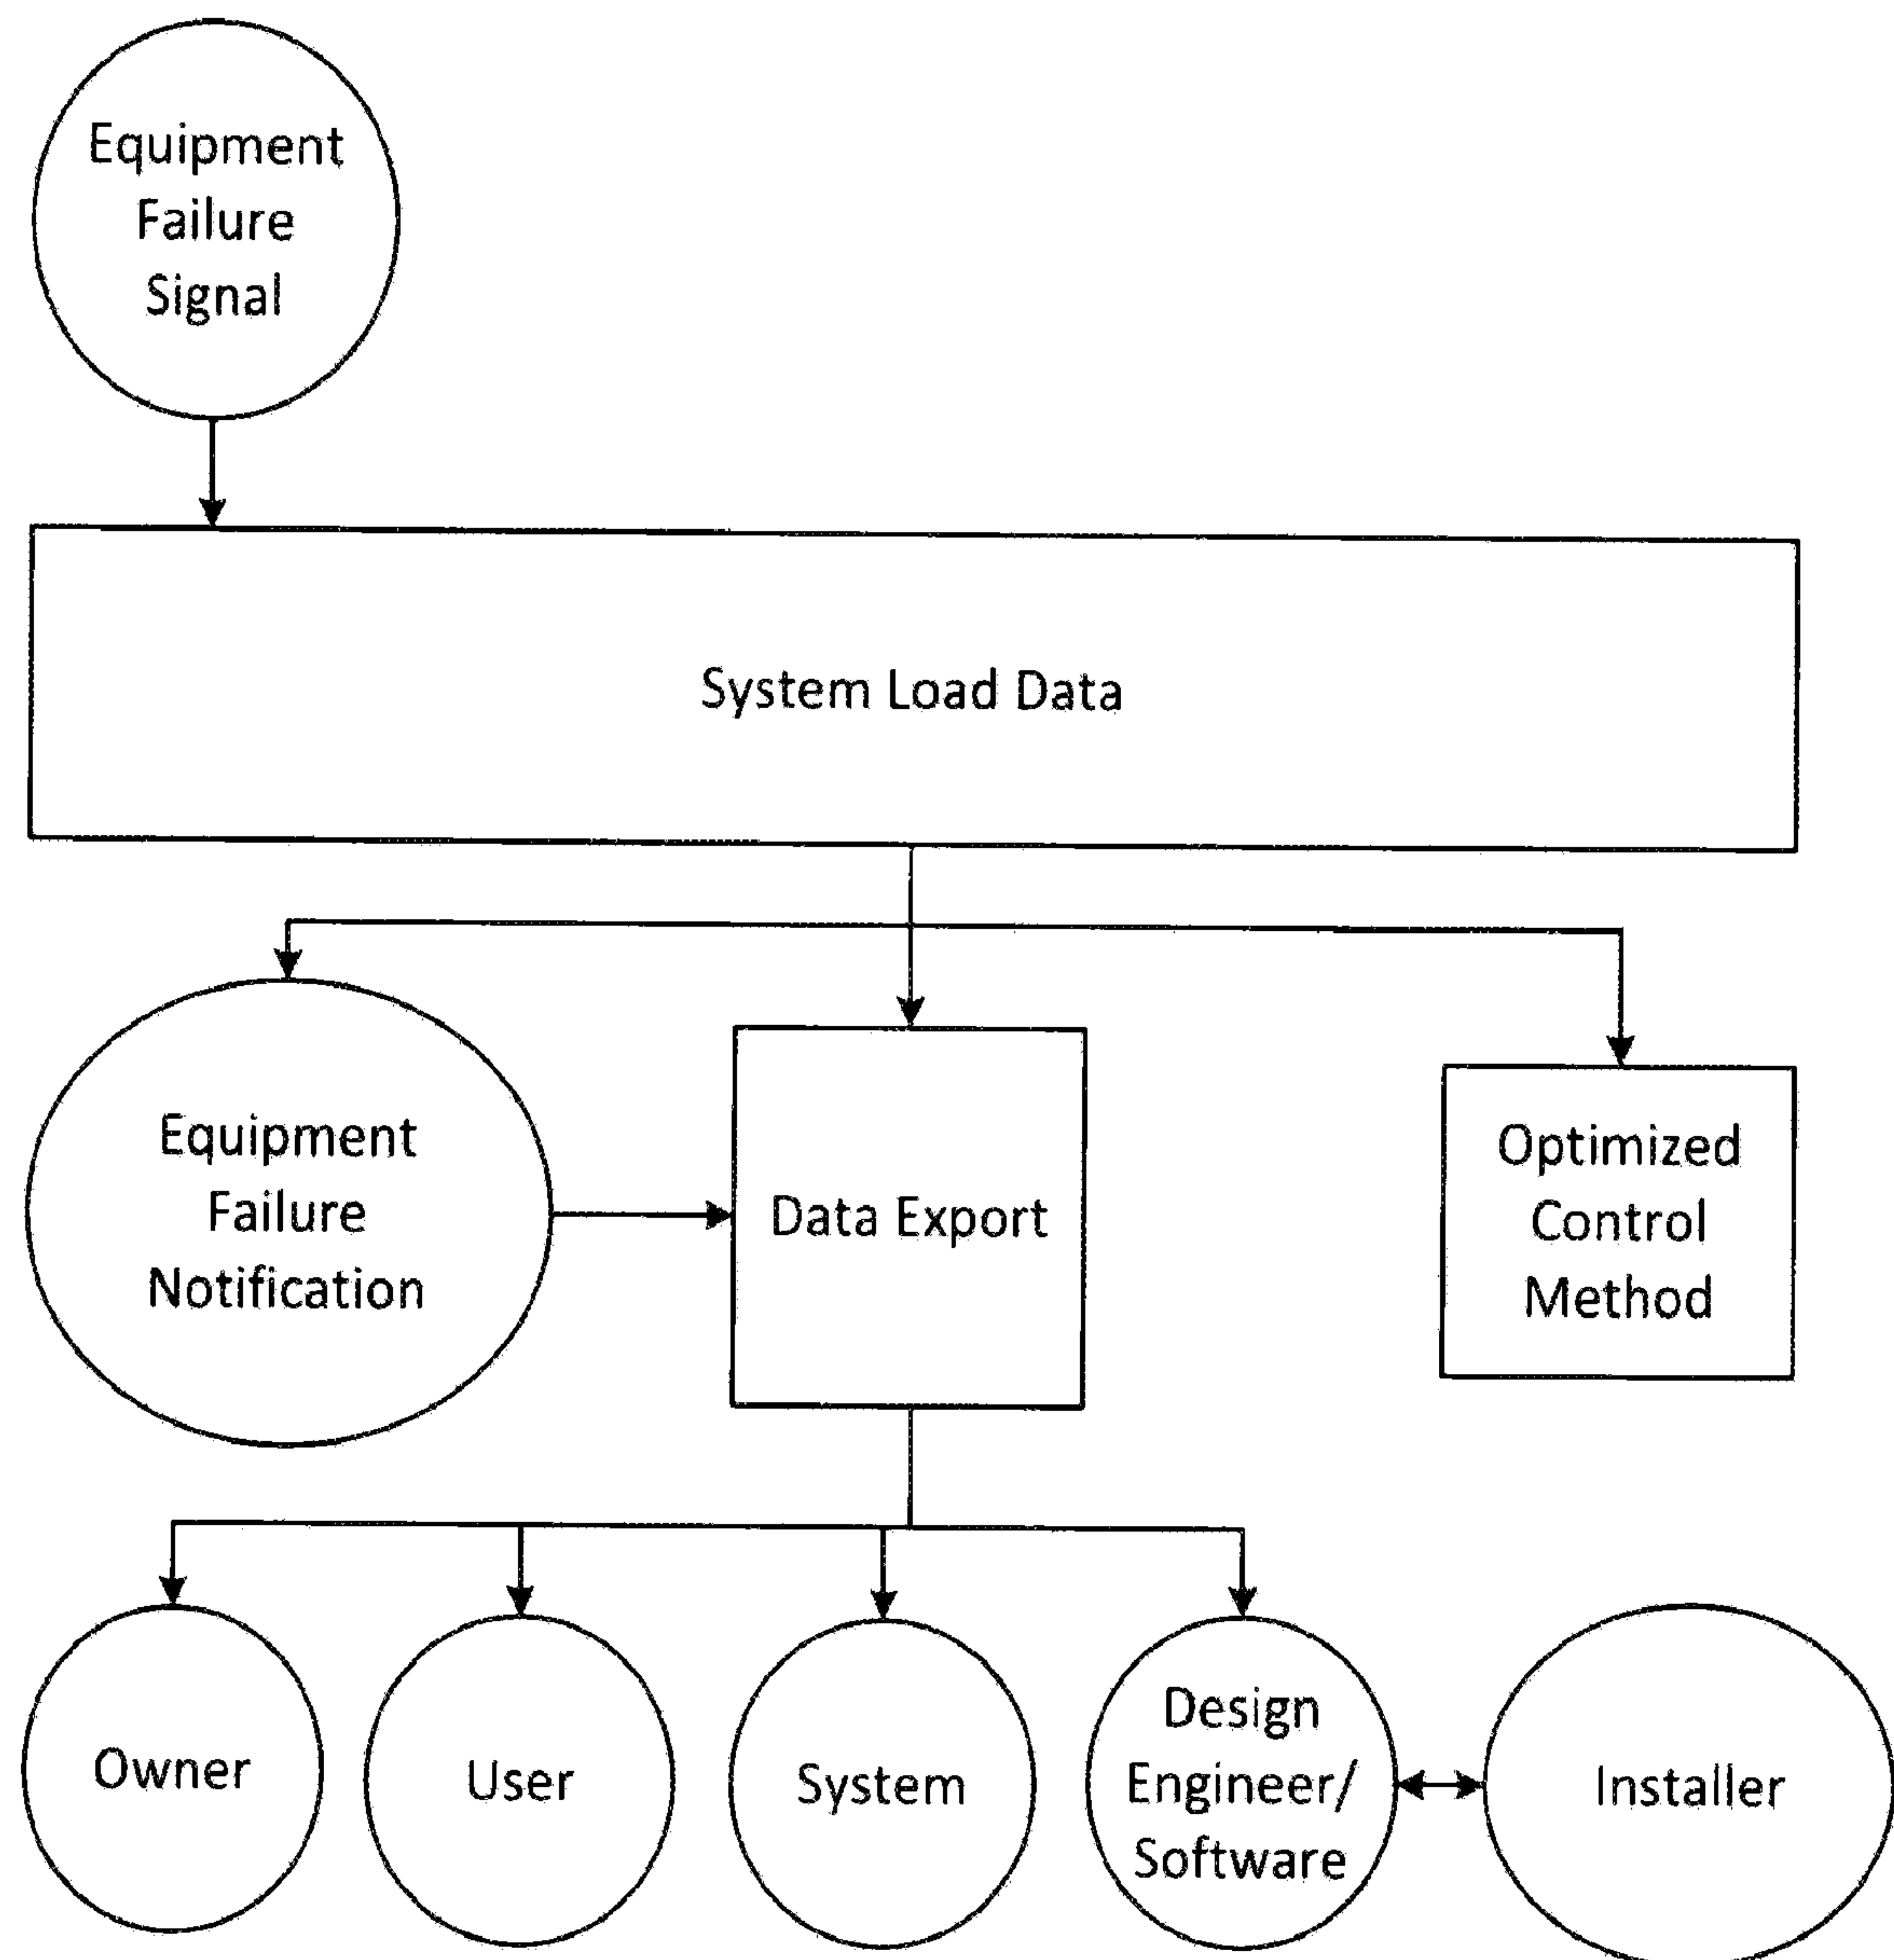 Equipment
Failure
Signal
System Load Data
Equipment
Failure
Notification
Data Export
Optimized
Control
Method
Owner
User
System
Design
Engineer/
Software
Installer